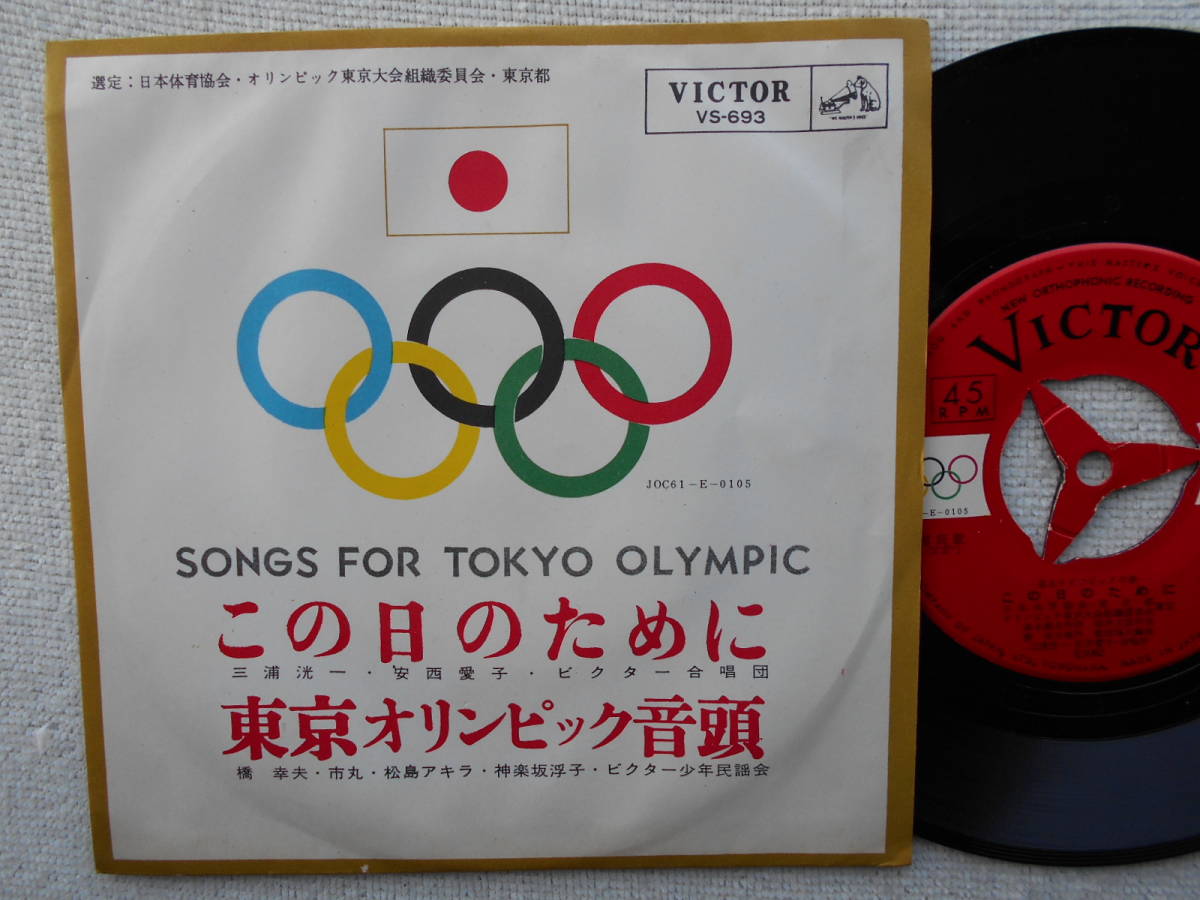 選定：日本体育協会・オリンピック東京大会組織委員会・東京都
VICTOR
VS-693
"HIS MASTER'S VOICE"
JOC61-E-0105
SONGS FOR TOKYO OLYMPIC
この日のために
三浦洸一・安西愛子・ビクター合唱団
東京オリンピック音頭
橋 幸夫・市丸・松島アキラ・神楽坂浮子・ビクター少年民謡会
NEW ORTHOPHONIC RECORDING
VICTOR
45
RPM
-E-0105
この日のために